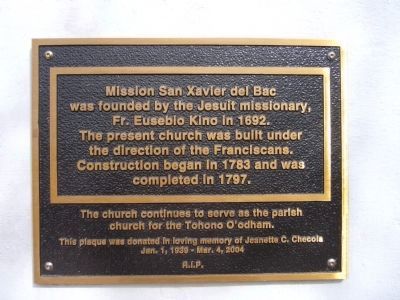 Mission San Xavier del Bac
was founded by the Jesuit missionary,
Fr. Eusebio Kino in 1692.
The present church was built under
the direction of the Franciscans.
Construction began in 1783 and was
completed in 1797.
The church continues to serve as the parish
church for the Tohono O'odham.
This plaque was donated in loving memory of Jeanette C. Checola
Jan. 1, 1939 - Mar. 4, 2004
R.I.P.